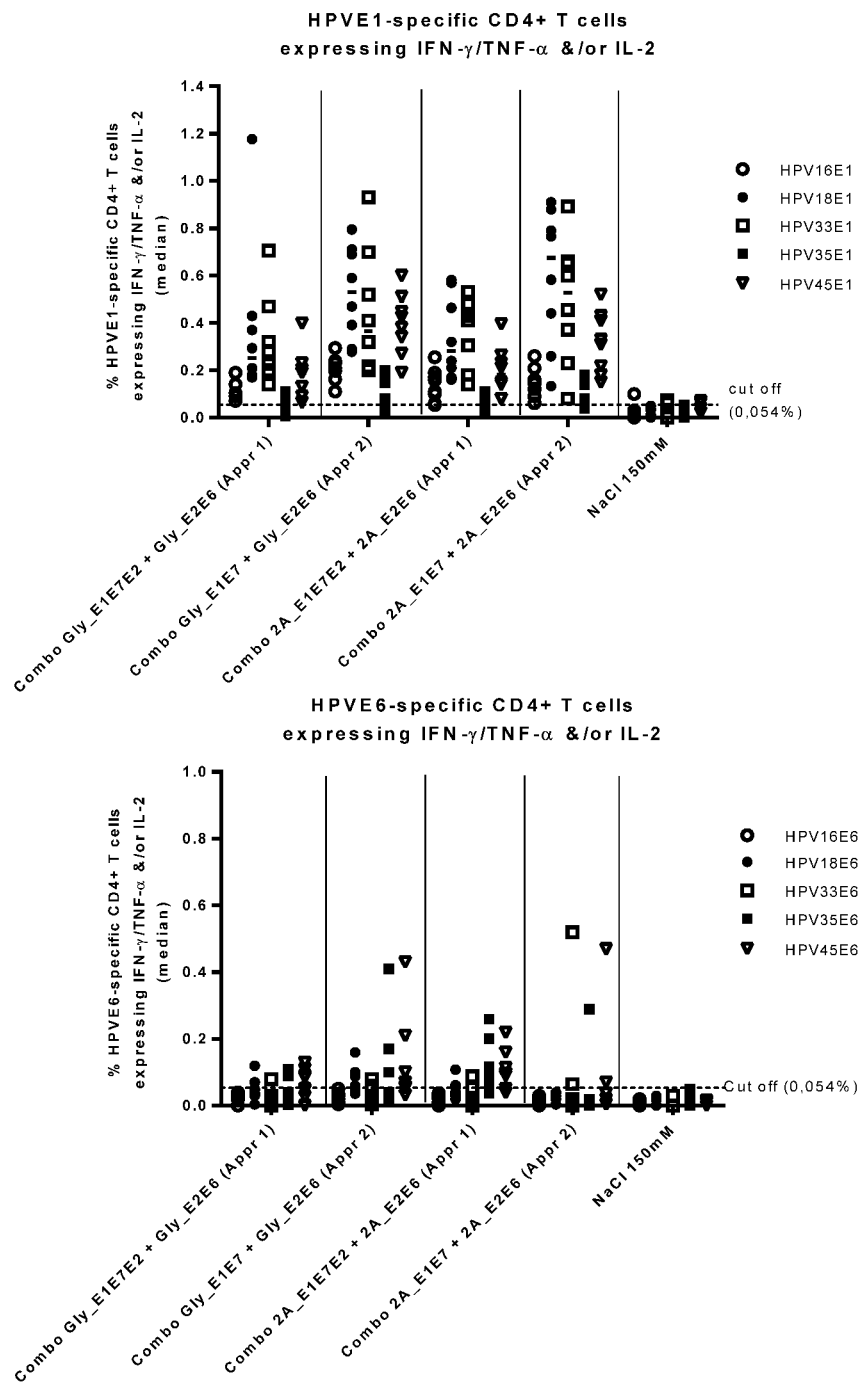 HPVE1-specific CD4+ T cells
expressing IFN-γ/TNF-α &/or IL-2
% HPVE1-specific CD4+ T cells
expressing IFN-γ/TNF-α &/or IL-2
(median)
1.4
1.2
1.0
0.8
0.6
0.4
0.2
0.0
HPV16E1
HPV18E1
HPV33E1
HPV35E1
HPV45E1
cut off
(0,054%)
Combo Gly_E1E7E2 + Gly_E2E6 (Appr 1)
Combo Gly_E1E7 + Gly_E2E6 (Appr 2)
Combo 2A_E1E7E2 + 2A_E2E6 (Appr 1)
Combo 2A_E1E7 + 2A_E2E6 (Appr 2)
NaCl 150mM
HPVE6-specific CD4+ T cells
expressing IFN-γ/TNF-α &/or IL-2
% HPVE6-specific CD4+ T cells
expressing IFN-γ/TNF-α &/or IL-2
(median)
1.0
0.8
0.6
0.4
0.2
0.0
HPV16E6
HPV18E6
HPV33E6
HPV35E6
HPV45E6
Cut off (0,054%)
Combo Gly_E1E7E2 + Gly_E2E6 (Appr 1)
Combo Gly_E1E7 + Gly_E2E6 (Appr 2)
Combo 2A_E1E7E2 + 2A_E2E6 (Appr 1)
Combo 2A_E1E7 + 2A_E2E6 (Appr 2)
NaCl 150mM